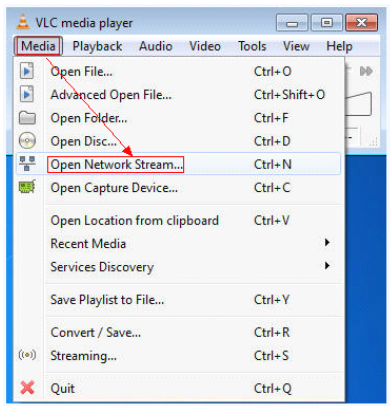 VLC media player
Media Playback Audio Video Tools View Help
Open File... Ctrl+O
Advanced Open File... Ctrl+Shift+O
Open Folder... Ctrl+F
Open Disc... Ctrl+D
Open Network Stream... Ctrl+N
Open Capture Device... Ctrl+C
Open Location from clipboard Ctrl+V
Recent Media
Services Discovery
Save Playlist to File... Ctrl+Y
Convert / Save... Ctrl+R
Streaming... Ctrl+S
Quit Ctrl+Q